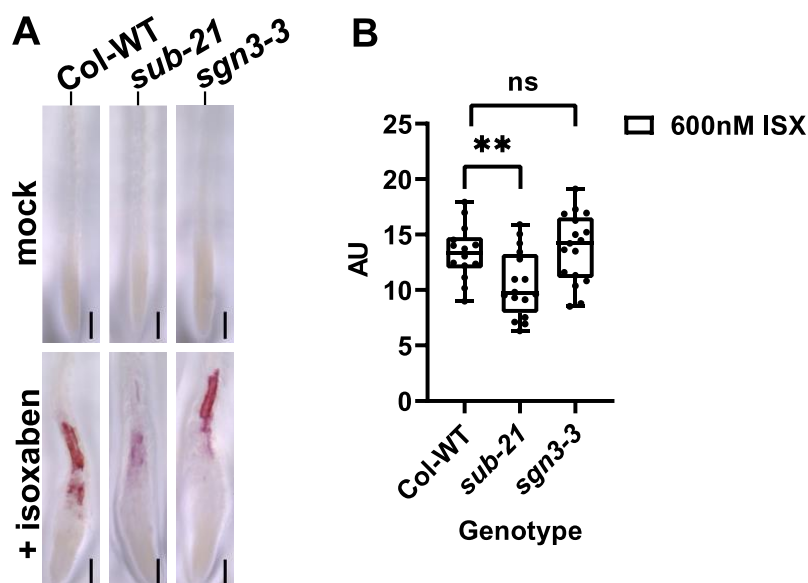 A
Col-WT
sub-21
sgn3-3
mock
+ isoxaben
B
ns
**
600nM ISX
25
20
15
10
5
0
AU
Col-WT
sub-21
sgn3-3
Genotype